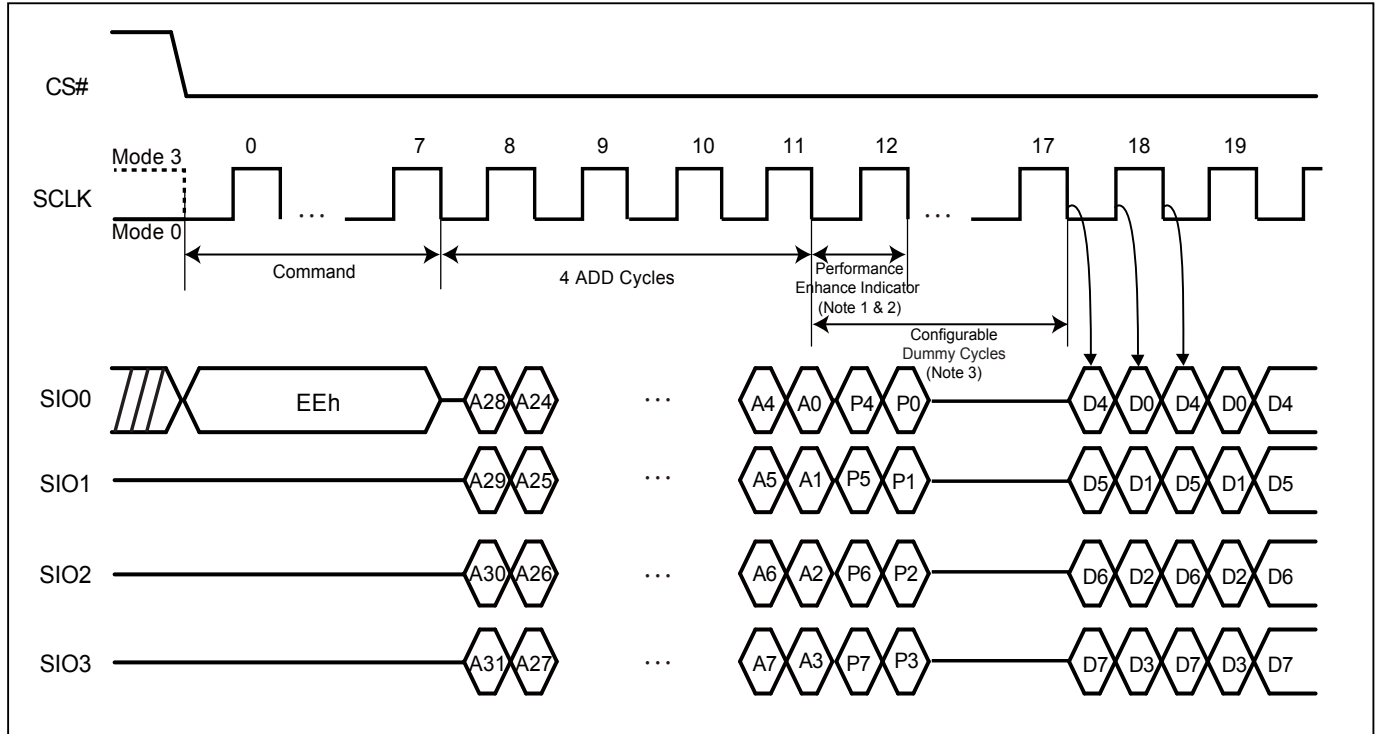 CS#
0 7 8 9 10 11 12 17 18 19
Mode 3
SCLK
...
...
Mode 0
Command
4 ADD Cycles
Performance
Enhance Indicator
(Note 1 & 2)
Configurable
Dummy Cycles
(Note 3)
SIO0 EEh A28 A24 ... A4 A0 P4 P0 D4 D0 D4 D0 D4
SIO1 A29 A25 ... A5 A1 P5 P1 D5 D1 D5 D1 D5
SIO2 A30 A26 ... A6 A2 P6 P2 D6 D2 D6 D2 D6
SIO3 A31 A27 ... A7 A3 P7 P3 D7 D3 D7 D3 D7